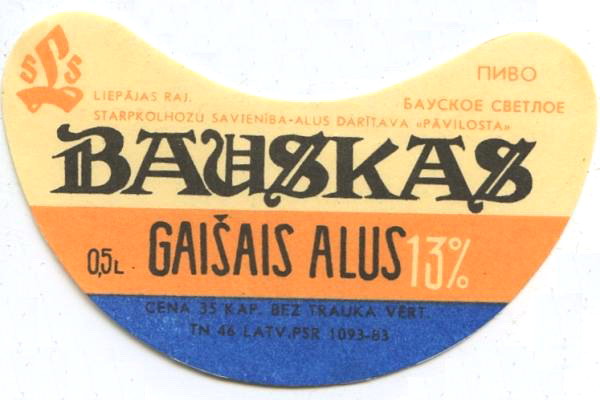 SLS
ПИВО
LIEPĀJAS RAJ.
БАУСКОЕ СВЕТЛОЕ
STARPKOLHOZU SAVIENĪBA-ALUS DARĪTAVA «PĀVILOSTA»
BAUSKAS
0,5L GAIŠAIS ALUS 13%
CENA 35 KAP. BEZ TRAUKA VĒRT.
TN 46 LATV.PSR 1093-83